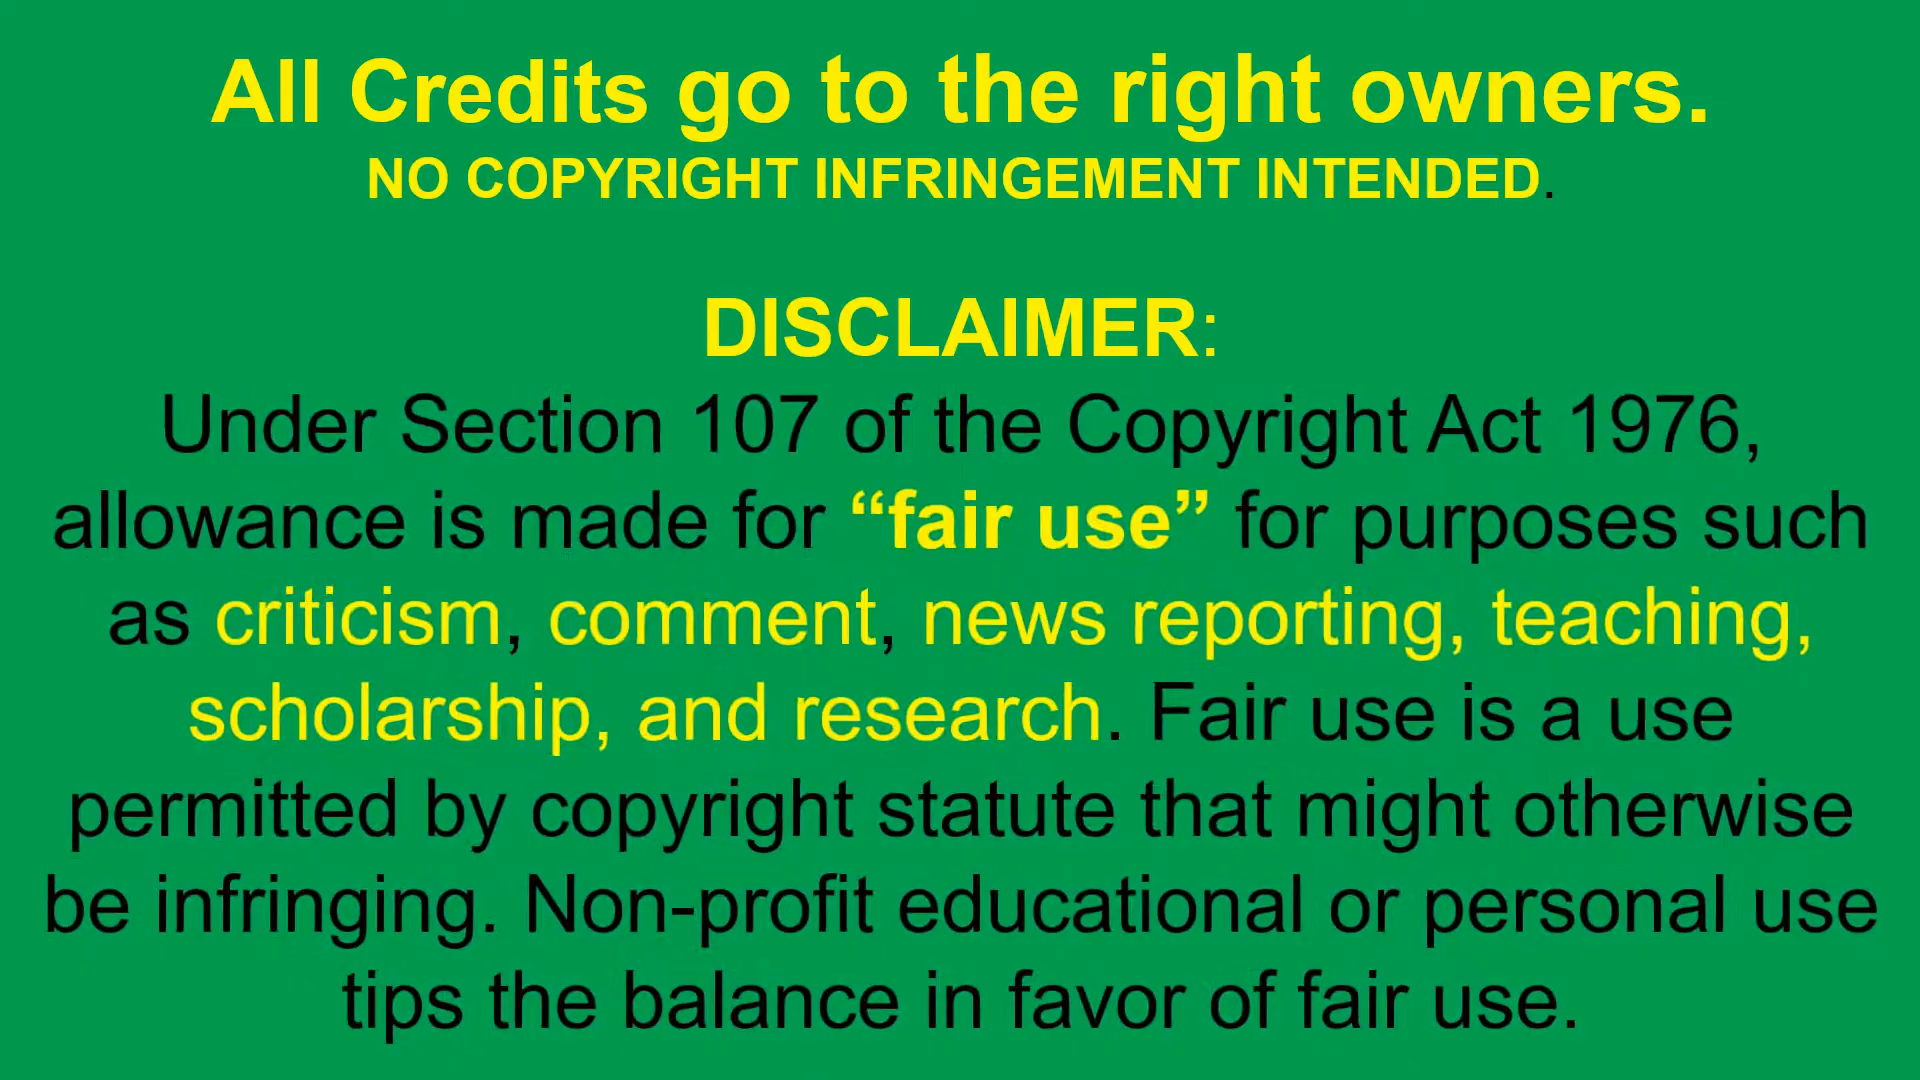 All Credits go to the right owners.
NO COPYRIGHT INFRINGEMENT INTENDED.
DISCLAIMER:
Under Section 107 of the Copyright Act 1976,
allowance is made for “fair use” for purposes such
as criticism, comment, news reporting, teaching,
scholarship, and research. Fair use is a use
permitted by copyright statute that might otherwise
be infringing. Non-profit educational or personal use
tips the balance in favor of fair use.